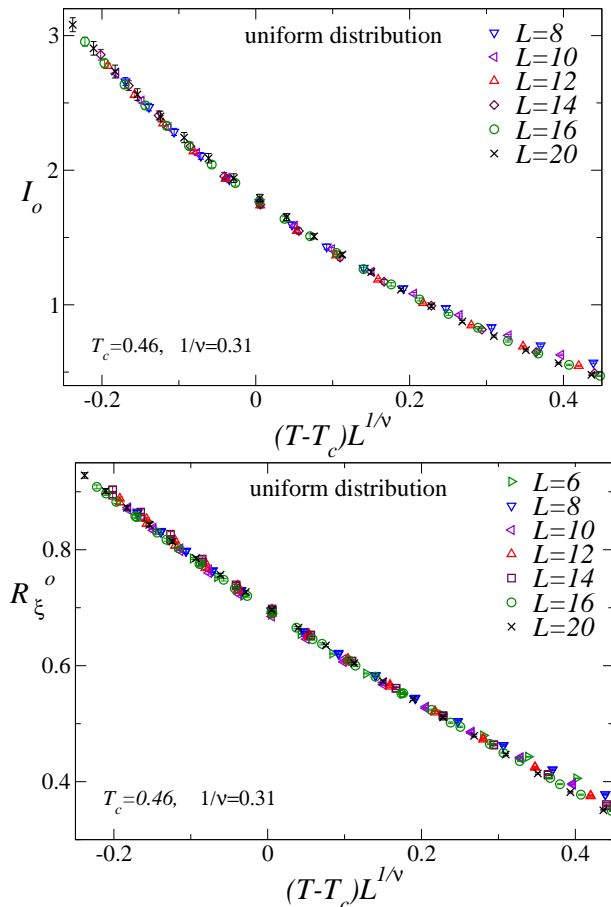 uniform distribution
L=8
L=10
L=12
L=14
L=16
L=20
3
2
1
I_o
T_c=0.46, 1/ν=0.31
-0.2 0 0.2 0.4
(T-T_c)L^{1/ν}
uniform distribution
L=6
L=8
L=10
L=12
L=14
L=16
L=20
0.8
0.6
0.4
R_ξ^o
T_c=0.46, 1/ν=0.31
-0.2 0 0.2 0.4
(T-T_c)L^{1/ν}